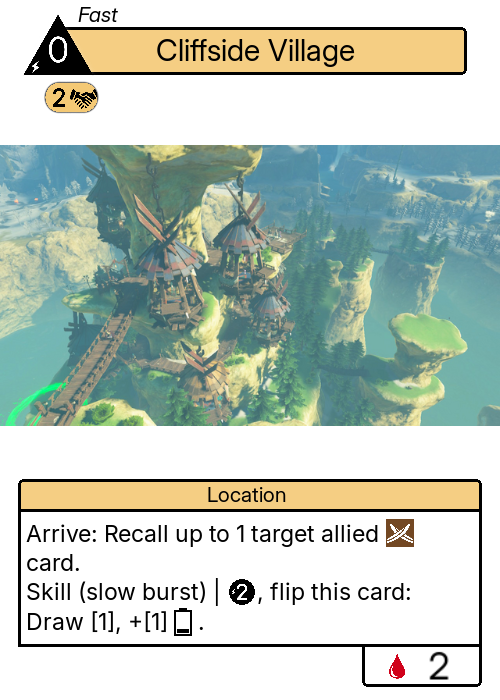 Fast
0
Cliffside Village
2
Location
Arrive: Recall up to 1 target allied
card.
Skill (slow burst) | 2, flip this card:
Draw [1], +[1] .
2